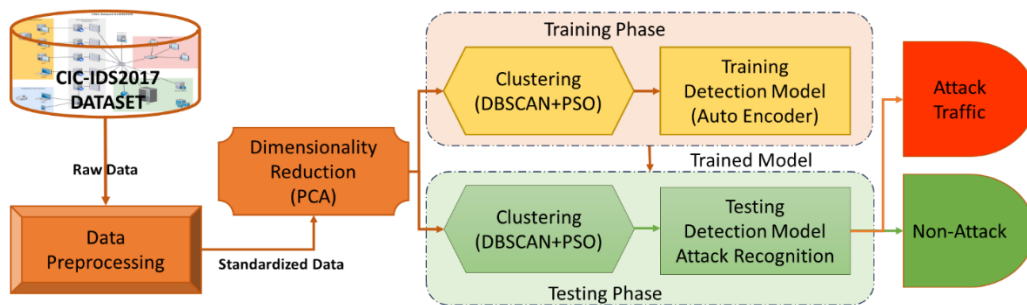 CIC-IDS2017
DATASET
Raw Data
Data
Preprocessing
Standardized Data
Dimensionality
Reduction
(PCA)
Training Phase
Clustering
(DBSCAN+PSO)
Training
Detection Model
(Auto Encoder)
Trained Model
Clustering
(DBSCAN+PSO)
Testing
Detection Model
Attack Recognition
Testing Phase
Attack
Traffic
Non-Attack